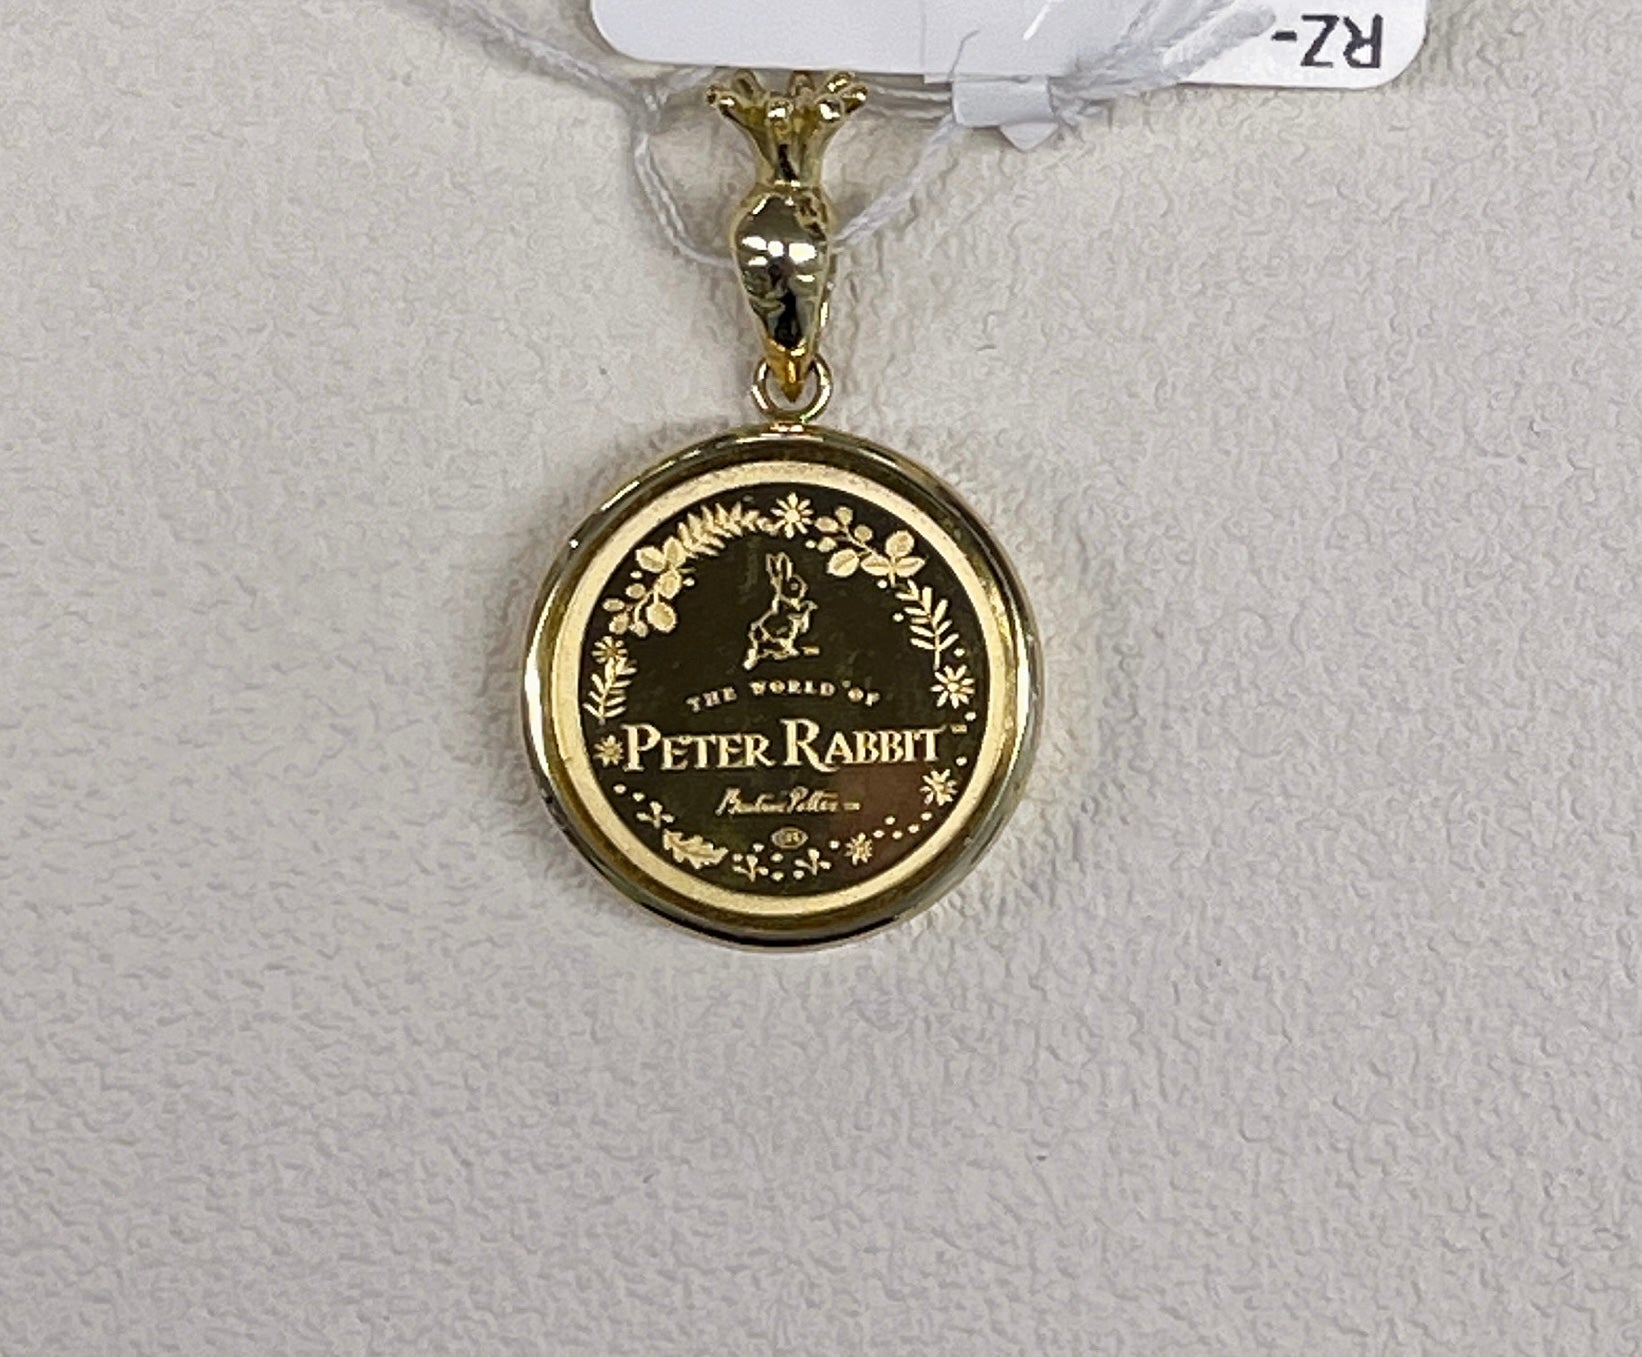 RZ-
THE WORLD OF
PETER RABBIT™
Beatrix Potter™